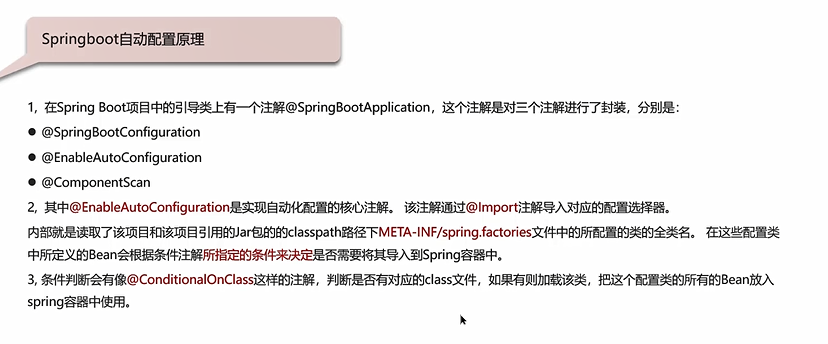 Springboot自动配置原理
1, 在Spring Boot项目中的引导类上有一个注解@SpringBootApplication，这个注解是对三个注解进行了封装，分别是：
● @SpringBootConfiguration
● @EnableAutoConfiguration
● @ComponentScan
2, 其中@EnableAutoConfiguration是实现自动化配置的核心注解。 该注解通过@Import注解导入对应的配置选择器。
内部就是读取了该项目和该项目引用的Jar包的的classpath路径下META-INF/spring.factories文件中的所配置的类的全类名。 在这些配置类
中所定义的Bean会根据条件注解所指定的条件来决定是否需要将其导入到Spring容器中。
3, 条件判断会有像@ConditionalOnClass这样的注解，判断是否有对应的class文件，如果有则加载该类，把这个配置类的所有的Bean放入
spring容器中使用。